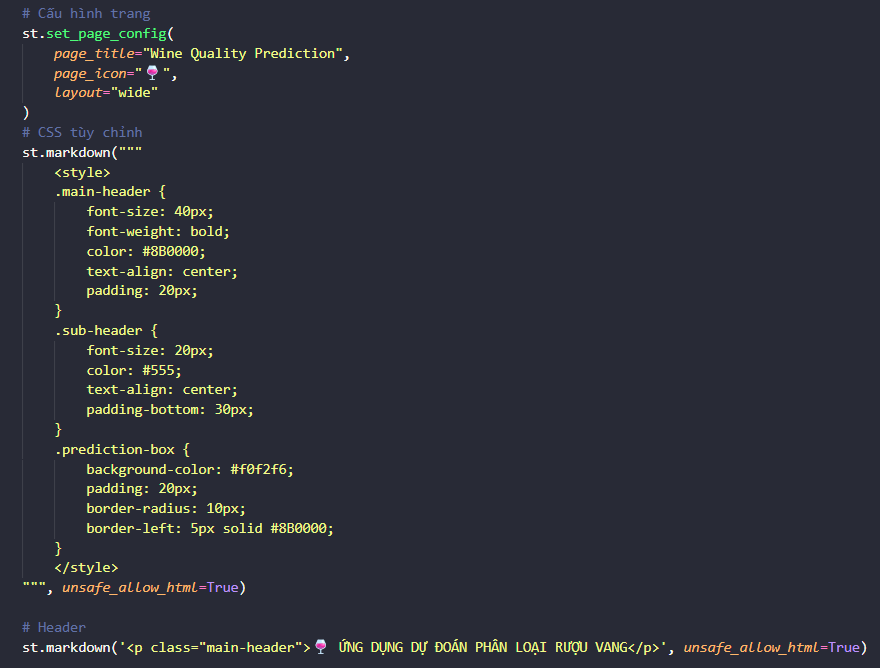 # Cấu hình trang
st.set_page_config(
    page_title="Wine Quality Prediction",
    page_icon="🍷",
    layout="wide"
)
# CSS tùy chỉnh
st.markdown("""
    <style>
    .main-header {
        font-size: 40px;
        font-weight: bold;
        color: #8B0000;
        text-align: center;
        padding: 20px;
    }
    .sub-header {
        font-size: 20px;
        color: #555;
        text-align: center;
        padding-bottom: 30px;
    }
    .prediction-box {
        background-color: #f0f2f6;
        padding: 20px;
        border-radius: 10px;
        border-left: 5px solid #8B0000;
    }
    </style>
""", unsafe_allow_html=True)

# Header
st.markdown('<p class="main-header">🍷 ỨNG DỤNG DỰ ĐOÁN PHÂN LOẠI RƯỢU VANG</p>', unsafe_allow_html=True)